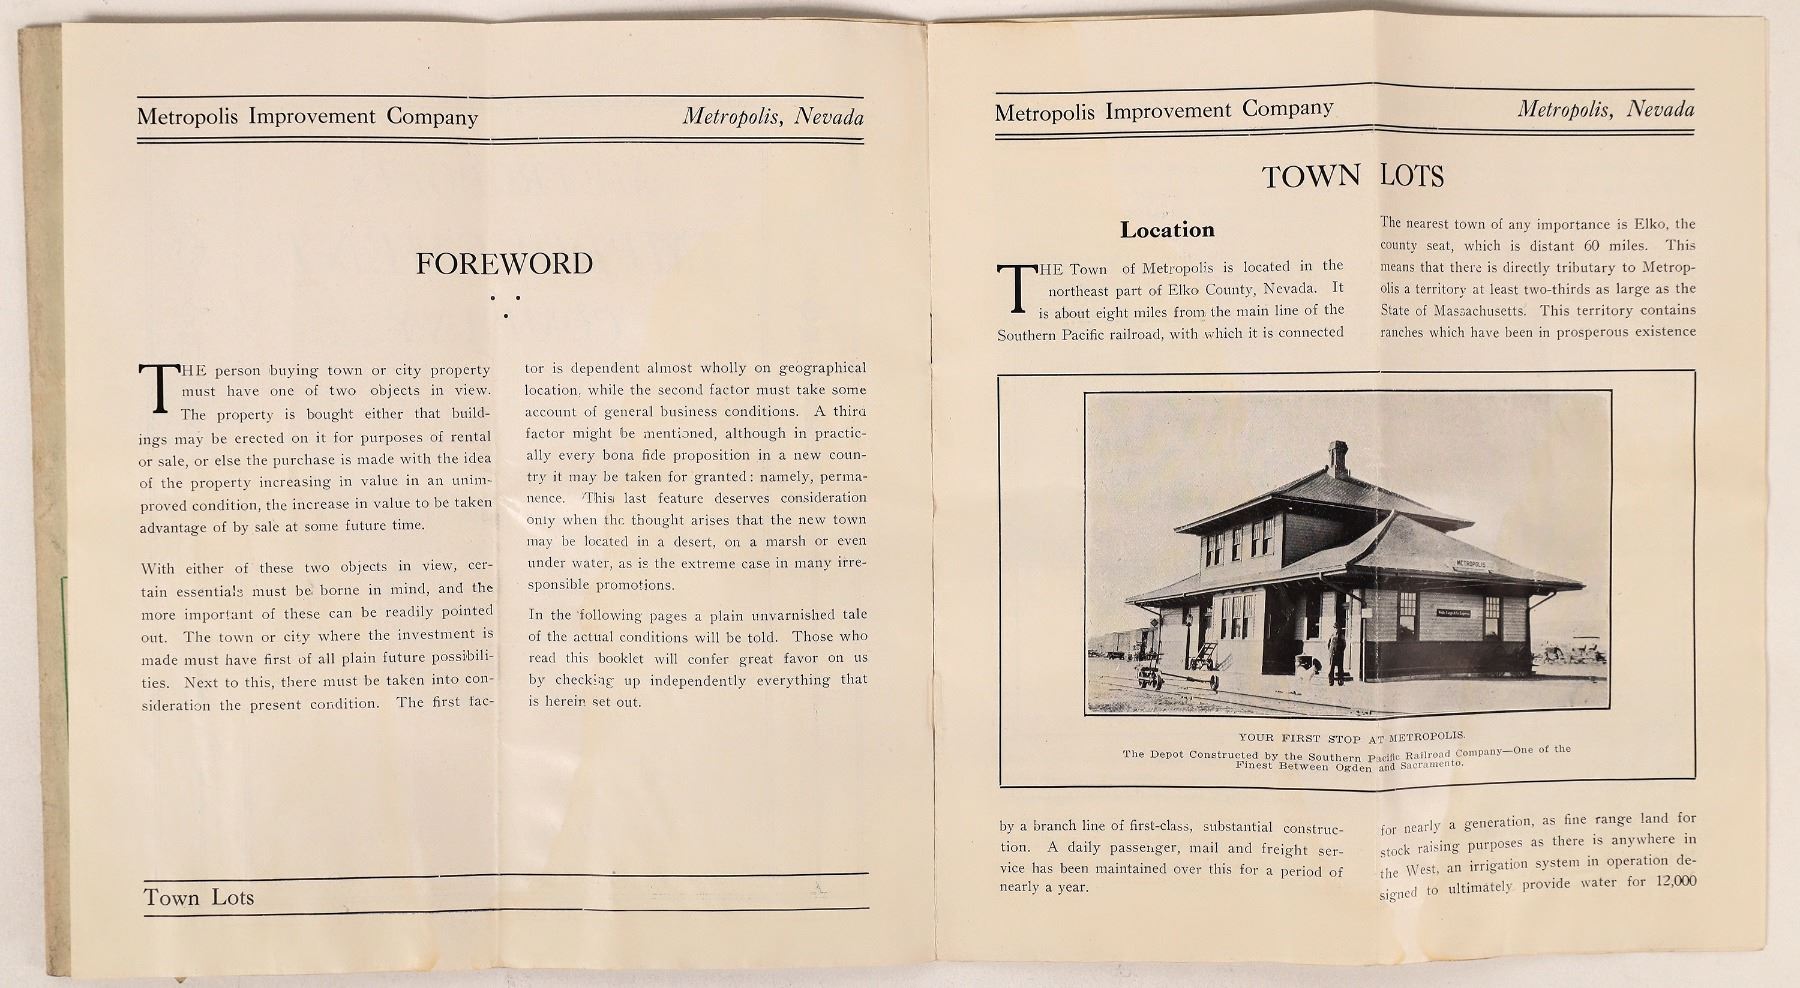 Metropolis Improvement Company Metropolis, Nevada
FOREWORD
THE person buying town or city property
must have one of two objects in view.
The property is bought either that build-
ings may be erected on it for purposes of rental
or sale, or else the purchase is made with the idea
of the property increasing in value in an unim-
proved condition, the increase in value to be taken
advantage of by sale at some future time.
With either of these two objects in view, cer-
tain essentials must be borne in mind, and the
more important of these can be readily pointed
out. The town or city where the investment is
made must have first of all plain future possibili-
ties. Next to this, there must be taken into con-
sideration the present condition. The first fac-
tor is dependent almost wholly on geographical
location, while the second factor must take some
account of general business conditions. A third
factor might be mentioned, although in practic-
ally every bona fide proposition in a new coun-
try it may be taken for granted: namely, perma-
nence. This last feature deserves consideration
only when the thought arises that the new town
may be located in a desert, on a marsh or even
under water, as is the extreme case in many irre-
sponsible promotions.
In the following pages a plain unvarnished tale
of the actual conditions will be told. Those who
read this booklet will confer great favor on us
by checking up independently everything that
is herein set out.
Town Lots
Metropolis Improvement Company Metropolis, Nevada
TOWN LOTS
Location
THE Town of Metropolis is located in the
northeast part of Elko County, Nevada. It
is about eight miles from the main line of the
Southern Pacific railroad, with which it is connected
The nearest town of any importance is Elko, the
county seat, which is distant 60 miles. This
means that there is directly tributary to Metrop-
olis a territory at least two-thirds as large as the
State of Massachusetts. This territory contains
ranches which have been in prosperous existence
METROPOLIS
YOUR FIRST STOP AT METROPOLIS.
The Depot Constructed by the Southern Pacific Railroad Company—One of the
Finest Between Ogden and Sacramento.
by a branch line of first-class, substantial construc-
tion. A daily passenger, mail and freight ser-
vice has been maintained over this for a period of
nearly a year.
for nearly a generation, as fine range land for
stock raising purposes as there is anywhere in
the West, an irrigation system in operation de-
signed to ultimately provide water for 12,000